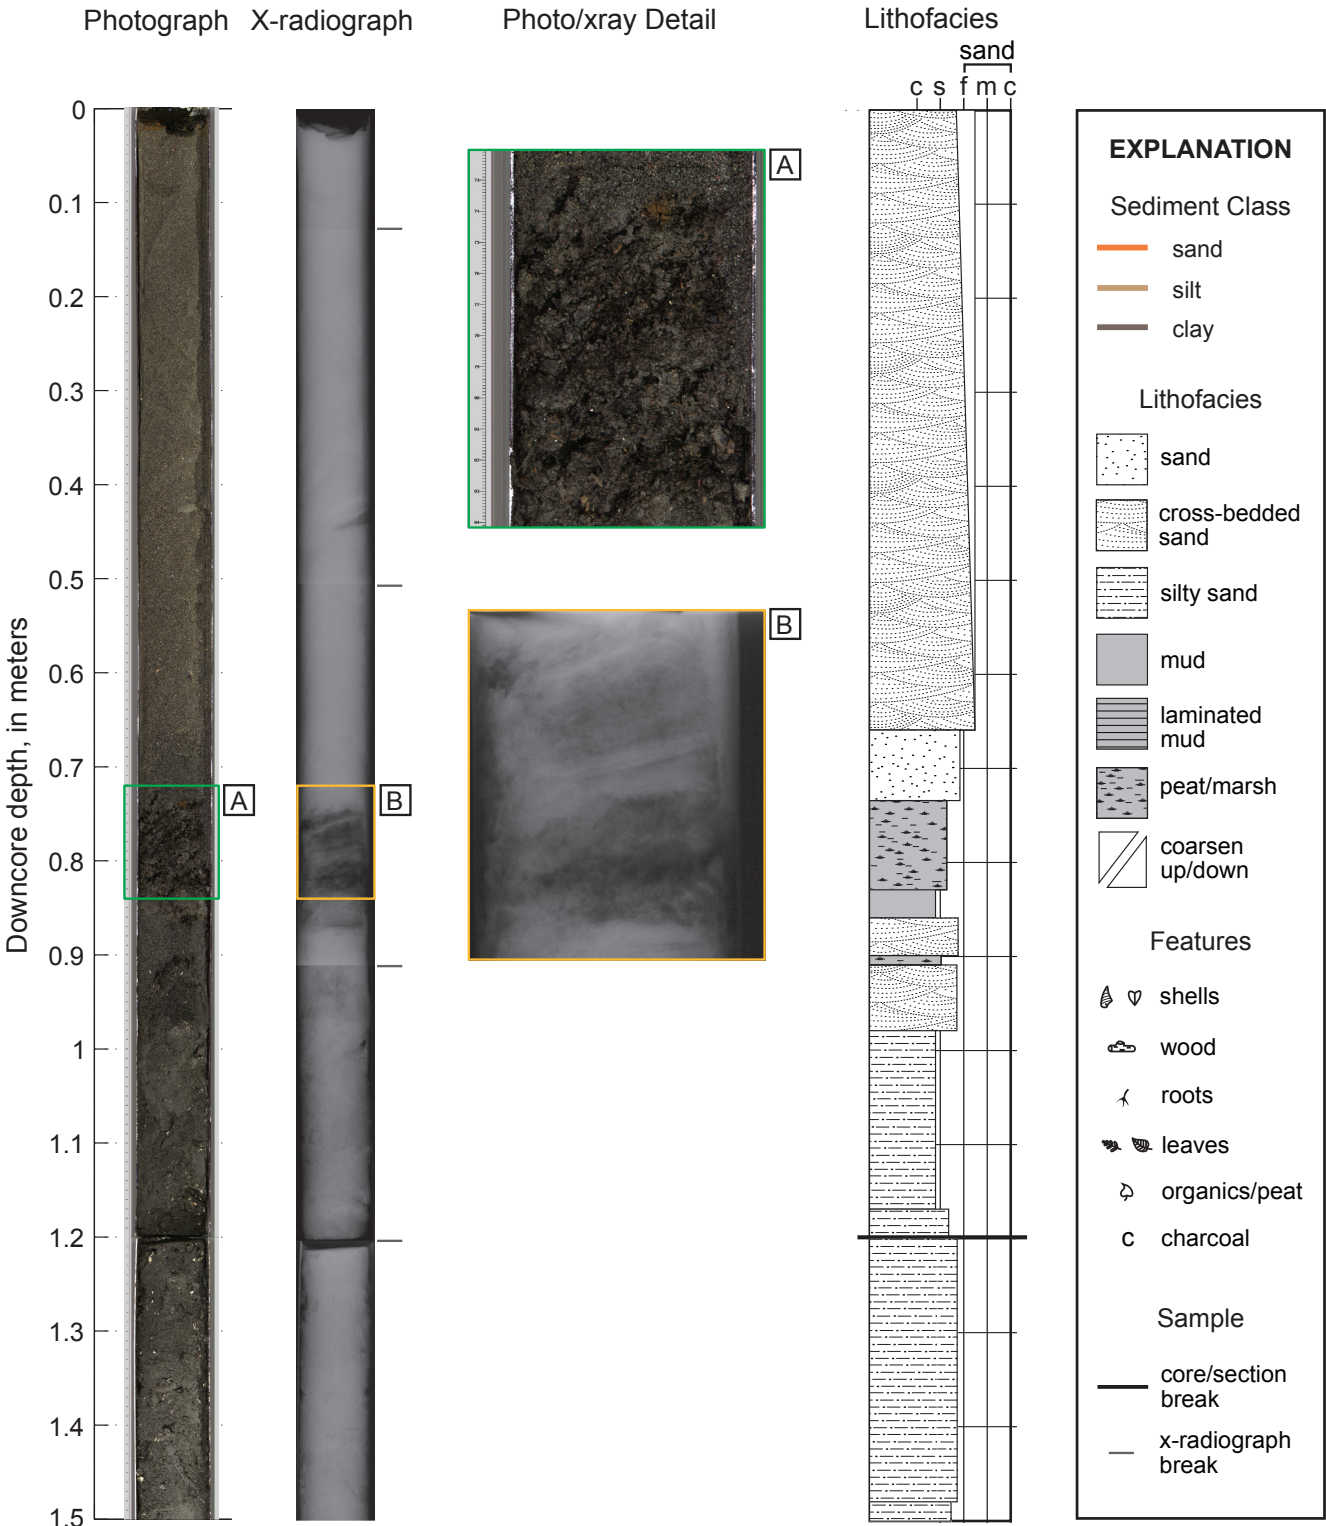 Photograph X-radiograph Photo/xray Detail Lithofacies
sand
c s f m c
0
0.1
0.2
0.3
0.4
0.5
0.6
0.7
0.8
0.9
1
1.1
1.2
1.3
1.4
1.5
Downcore depth, in meters
A
B
A
B
EXPLANATION
Sediment Class
sand
silt
clay
Lithofacies
sand
cross-bedded
sand
silty sand
mud
laminated
mud
peat/marsh
coarsen
up/down
Features
shells
wood
roots
leaves
organics/peat
c charcoal
Sample
core/section
break
x-radiograph
break